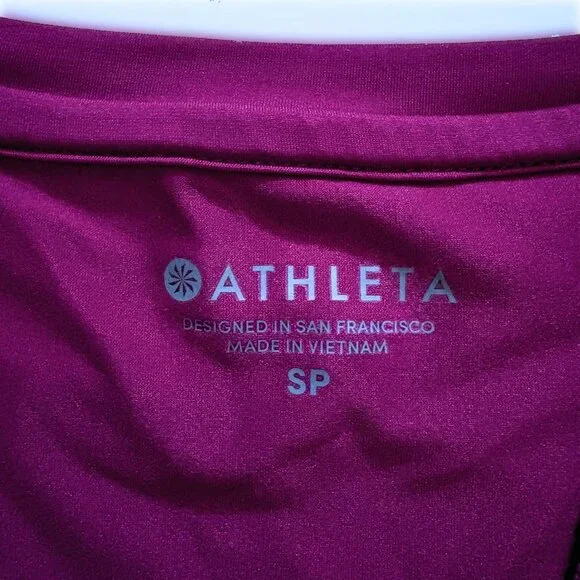 ATHLETA
DESIGNED IN SAN FRANCISCO
MADE IN VIETNAM
SP